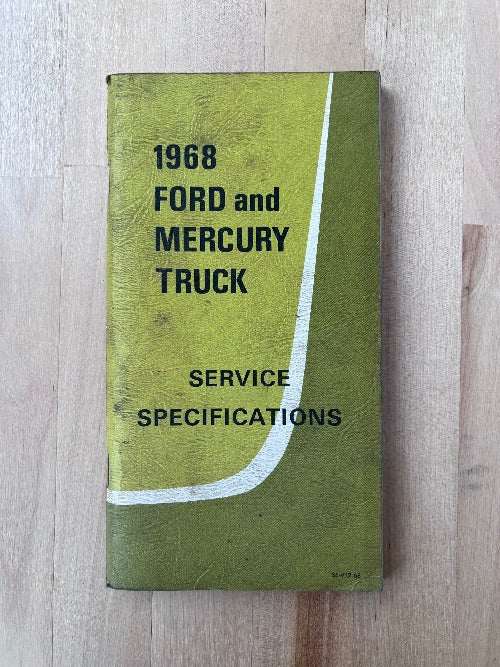 1968
FORD and
MERCURY
TRUCK
SERVICE
SPECIFICATIONS